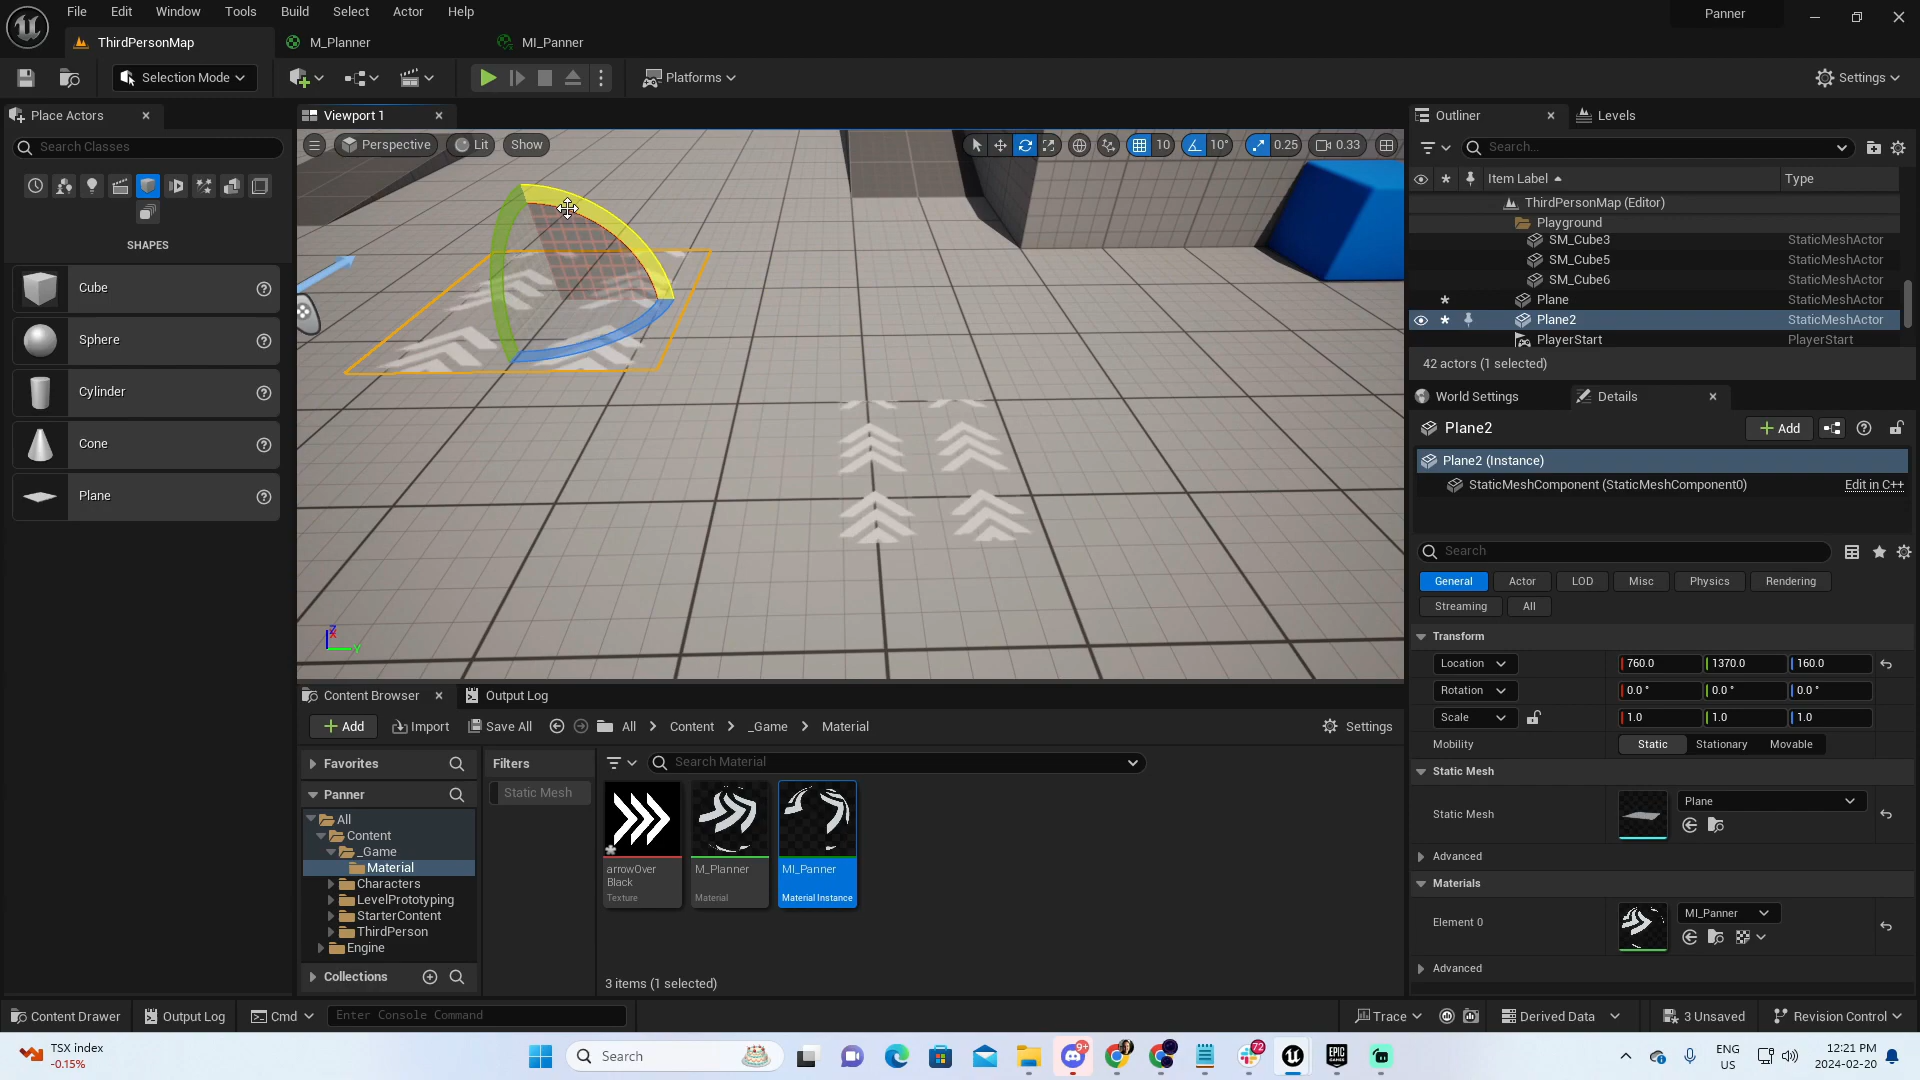 File Edit Window Tools Build Select Actor Help
Panner
ThirdPersonMap
M_Planner
MI_Panner
Selection Mode
Platforms
Settings
Place Actors
Search Classes
SHAPES
Cube
Sphere
Cylinder
Cone
Plane
Viewport 1
Perspective
Lit
Show
10
10°
0.25
0.33
Z
Y
Outliner
Levels
Search...
Item Label
Type
ThirdPersonMap (Editor)
Playground
SM_Cube3 StaticMeshActor
SM_Cube5 StaticMeshActor
SM_Cube6 StaticMeshActor
Plane StaticMeshActor
Plane2 StaticMeshActor
PlayerStart PlayerStart
42 actors (1 selected)
World Settings
Details
Plane2
Add
Plane2 (Instance)
StaticMeshComponent (StaticMeshComponent0) Edit in C++
Search
General Actor LOD Misc Physics Rendering
Streaming All
Transform
Location 760.0 1370.0 160.0
Rotation 0.0 ° 0.0 ° 0.0 °
Scale 1.0 1.0 1.0
Mobility Static Stationary Movable
Static Mesh
Static Mesh Plane
Advanced
Materials
Element 0 MI_Panner
Advanced
Content Browser
Output Log
Add
Import
Save All
All
Content
_Game
Material
Settings
Favorites
Panner
All
Content
_Game
Material
Characters
LevelPrototyping
StarterContent
ThirdPerson
Engine
Collections
Filters
Static Mesh
Search Material
arrowOver
Black
Texture
M_Planner
Material
MI_Panner
Material Instance
3 items (1 selected)
Content Drawer
Output Log
Cmd
Enter Console Command
Trace
Derived Data
3 Unsaved
Revision Control
TSX index
-0.15%
Search
9+
72
EPIC
GAMES
ENG
US
12:21 PM
2024-02-20